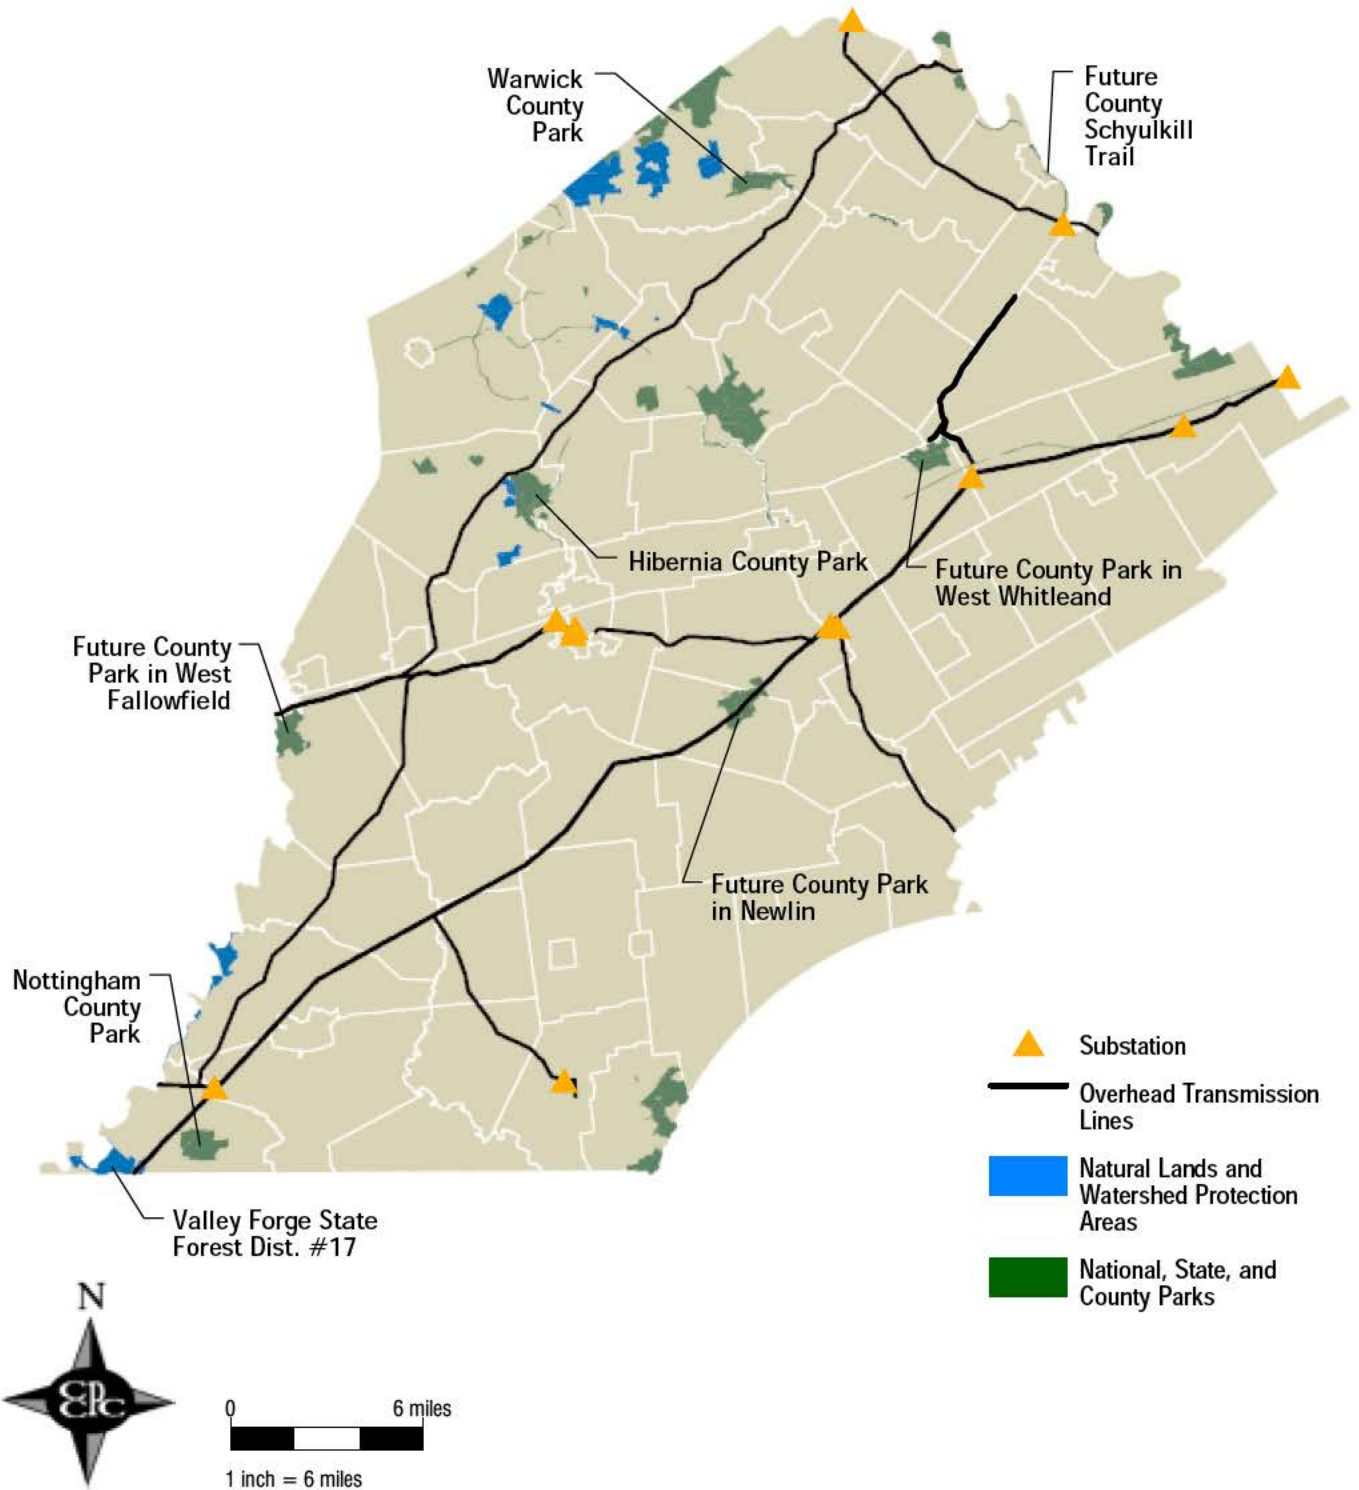 Warwick
County
Park
Future
County
Schyulkill
Trail
Hibernia County Park
Future County Park in
West Whitleand
Future County
Park in West
Fallowfield
Future County Park
in Newlin
Nottingham
County
Park
Valley Forge State
Forest Dist. #17
Substation
Overhead Transmission
Lines
Natural Lands and
Watershed Protection
Areas
National, State, and
County Parks
N
0 6 miles
1 inch = 6 miles